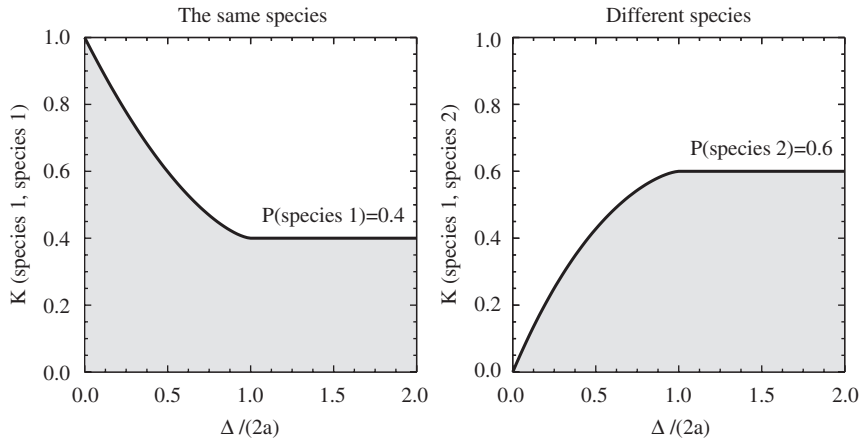 The same species
K (species 1, species 1)
1.0
0.8
0.6
0.4
0.2
0.0
P(species 1)=0.4
0.0 0.5 1.0 1.5 2.0
Δ /(2a)
Different species
K (species 1, species 2)
1.0
0.8
0.6
0.4
0.2
0.0
P(species 2)=0.6
0.0 0.5 1.0 1.5 2.0
Δ /(2a)